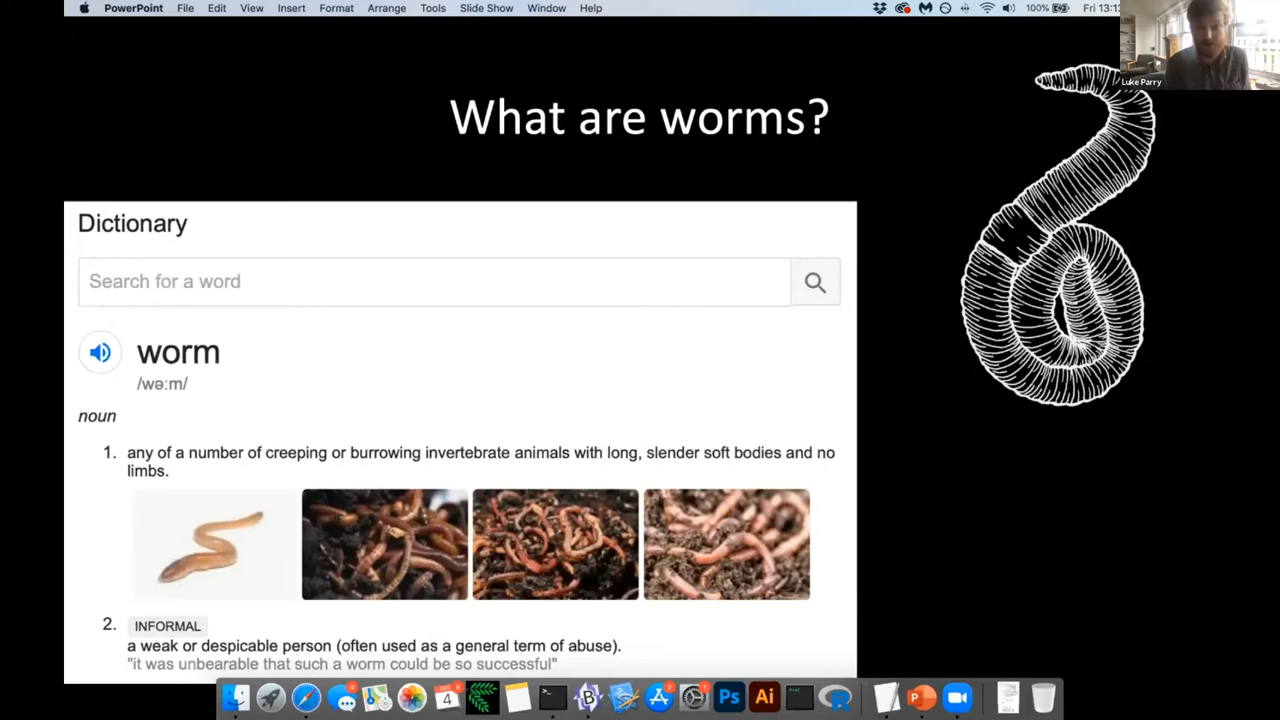 PowerPoint File Edit View Insert Format Arrange Tools Slide Show Window Help 100% Fri 13:1
Luke Parry
What are worms?
Dictionary
Search for a word
worm
/wəːm/
noun
1. any of a number of creeping or burrowing invertebrate animals with long, slender soft bodies and no
limbs.
2. INFORMAL
a weak or despicable person (often used as a general term of abuse).
"it was unbearable that such a worm could be so successful"
DEC
4
Ps
Ai